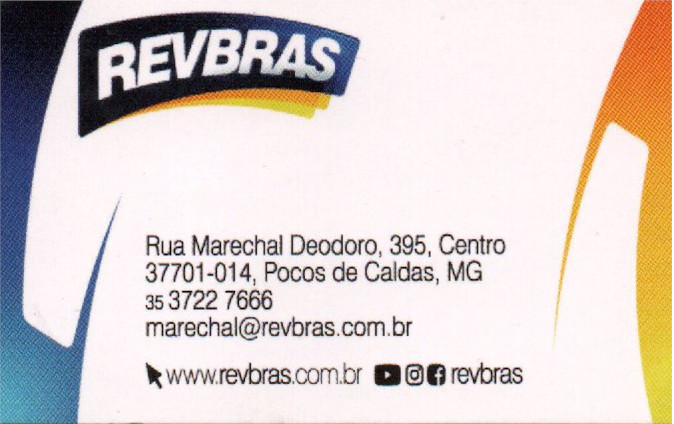 REVBRAS
Rua Marechal Deodoro, 395, Centro
37701-014, Pocos de Caldas, MG
35 3722 7666
marechal@revbras.com.br
www.revbras.com.br revbras